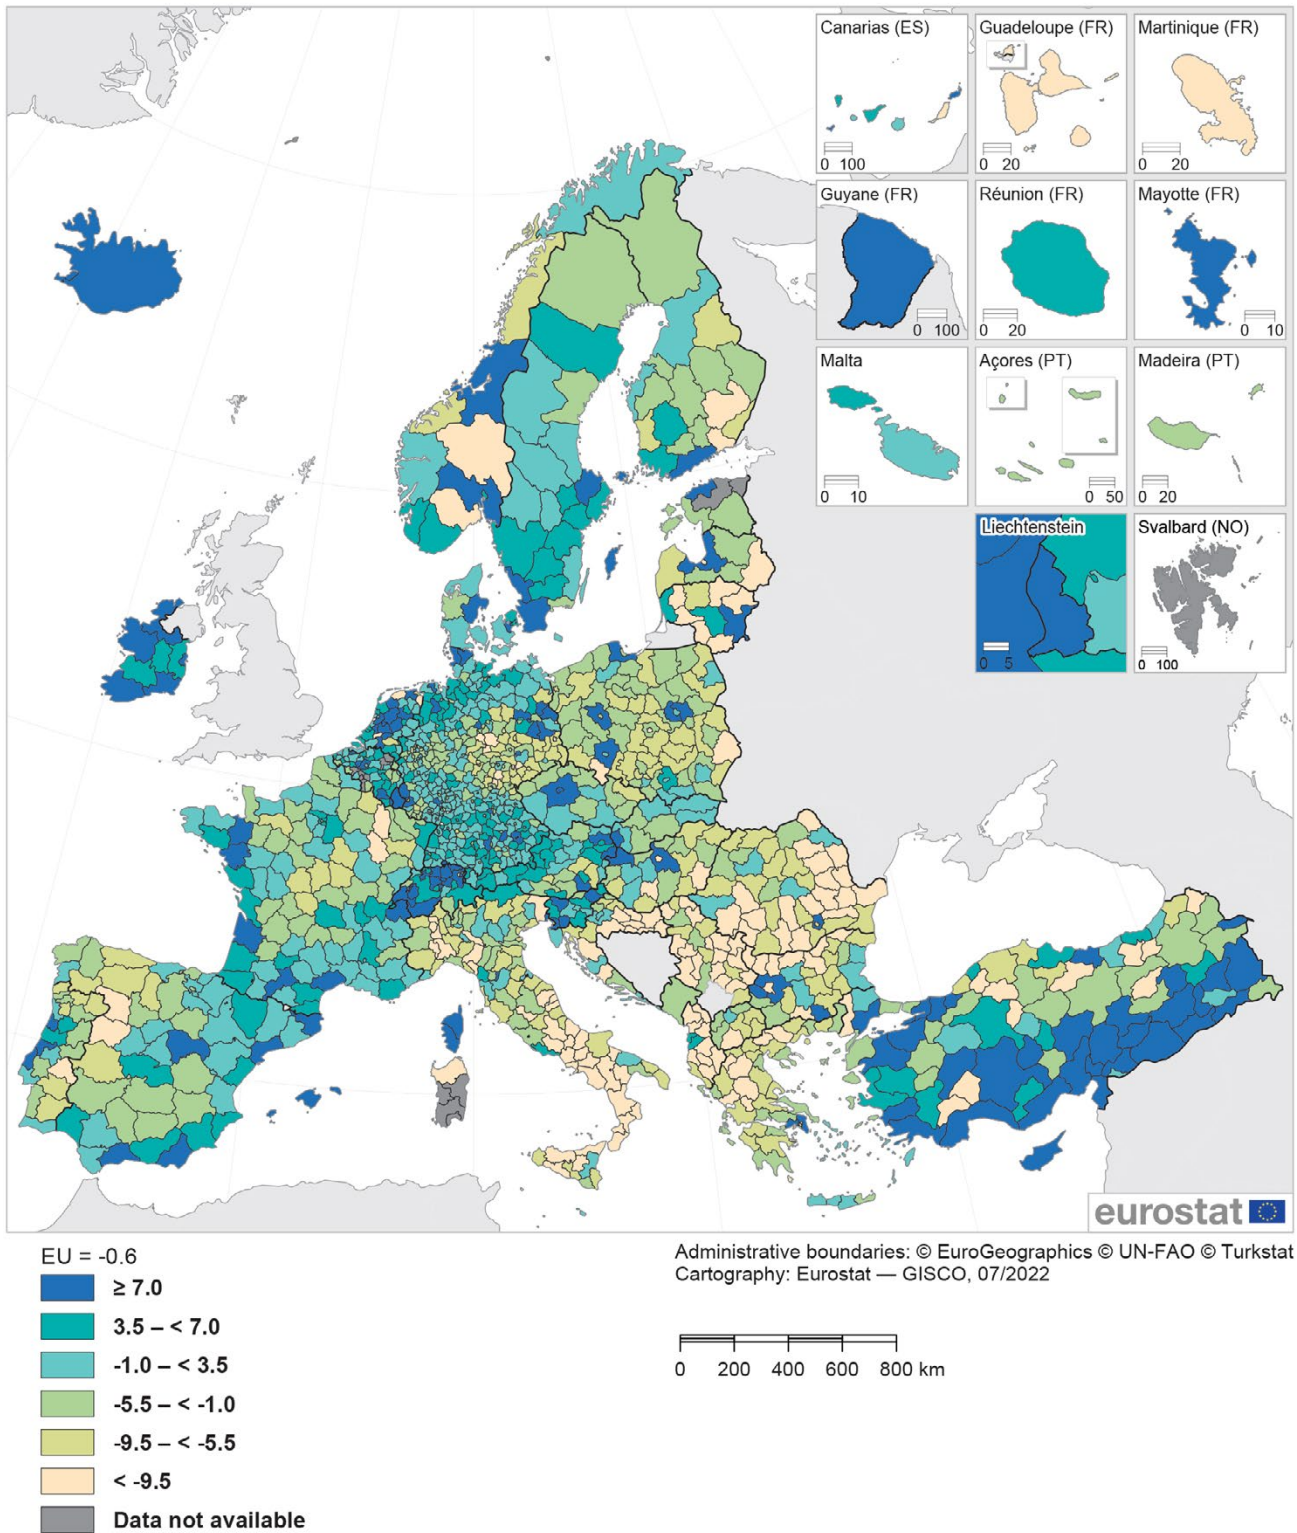 Canarias (ES)
0 100
Guadeloupe (FR)
0 20
Martinique (FR)
0 20
Guyane (FR)
0 100
Réunion (FR)
0 20
Mayotte (FR)
0 10
Malta
0 10
Açores (PT)
0 50
Madeira (PT)
0 20
Liechtenstein
0 5
Svalbard (NO)
0 100
eurostat
EU = -0.6
≥ 7.0
3.5 – < 7.0
-1.0 – < 3.5
-5.5 – < -1.0
-9.5 – < -5.5
< -9.5
Data not available
Administrative boundaries: © EuroGeographics © UN-FAO © Turkstat
Cartography: Eurostat — GISCO, 07/2022
0 200 400 600 800 km